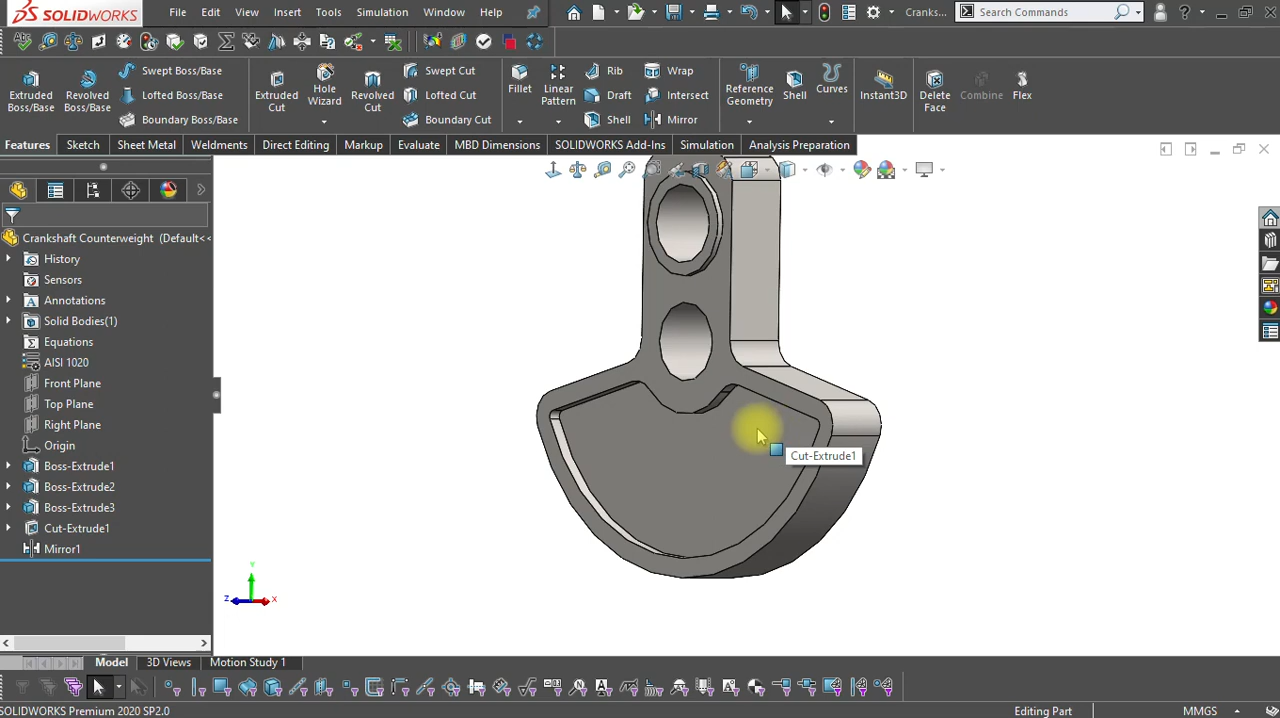 SOLIDWORKS File Edit View Insert Tools Simulation Window Help Cranks... Search Commands ?
Extruded Boss/Base
Revolved Boss/Base
Swept Boss/Base
Lofted Boss/Base
Boundary Boss/Base
Extruded Cut
Hole Wizard
Revolved Cut
Swept Cut
Lofted Cut
Boundary Cut
Fillet
Linear Pattern
Rib
Draft
Shell
Wrap
Intersect
Mirror
Reference Geometry
Shell
Curves
Instant3D
Delete Face
Combine
Flex
Features Sketch Sheet Metal Weldments Direct Editing Markup Evaluate MBD Dimensions SOLIDWORKS Add-Ins Simulation Analysis Preparation
Crankshaft Counterweight (Default<<
History
Sensors
Annotations
Solid Bodies(1)
Equations
AISI 1020
Front Plane
Top Plane
Right Plane
Origin
Boss-Extrude1
Boss-Extrude2
Boss-Extrude3
Cut-Extrude1
Mirror1
Cut-Extrude1
Y
Z X
Model 3D Views Motion Study 1
SOLIDWORKS Premium 2020 SP2.0 Editing Part MMGS